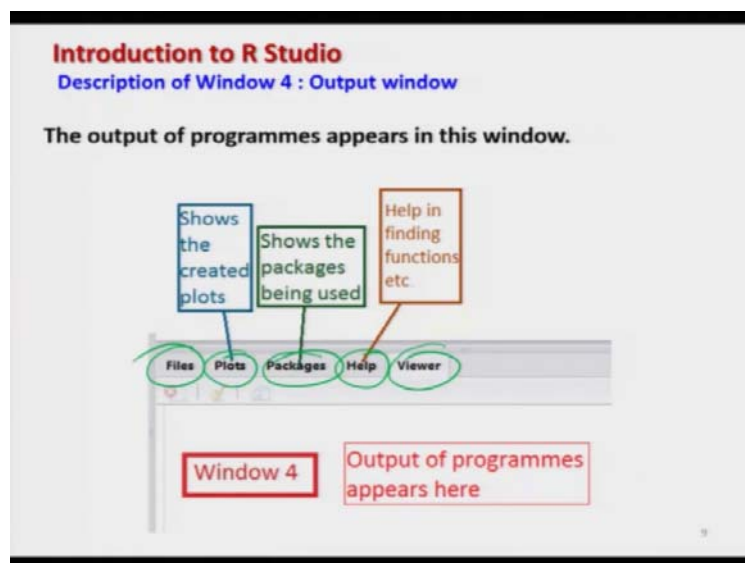 Introduction to R Studio
Description of Window 4 : Output window
The output of programmes appears in this window.
Shows
the
created
plots
Shows the
packages
being used
Help in
finding
functions
etc.
Files Plots Packages Help Viewer
Window 4
Output of programmes
appears here
9